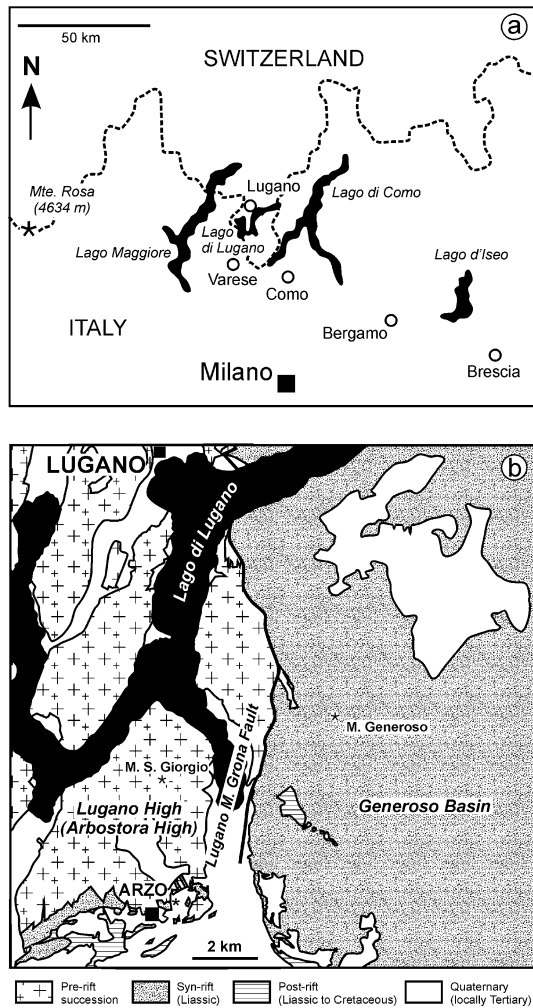 50 km
a
SWITZERLAND
N
Mte. Rosa
(4634 m)
Lugano
Lago di Como
Lago
di Lugano
Lago Maggiore
Varese
Como
Lago d'Iseo
ITALY
Bergamo
Milano
Brescia
b
LUGANO
Lago di Lugano
M. Generoso
M. S. Giorgio
Lugano M. Grona Fault
Lugano High
(Arbostora High)
Generoso Basin
ARZO
2 km
Pre-rift
succession
Syn-rift
(Liassic)
Post-rift
(Liassic to Cretaceous)
Quaternary
(locally Tertiary)